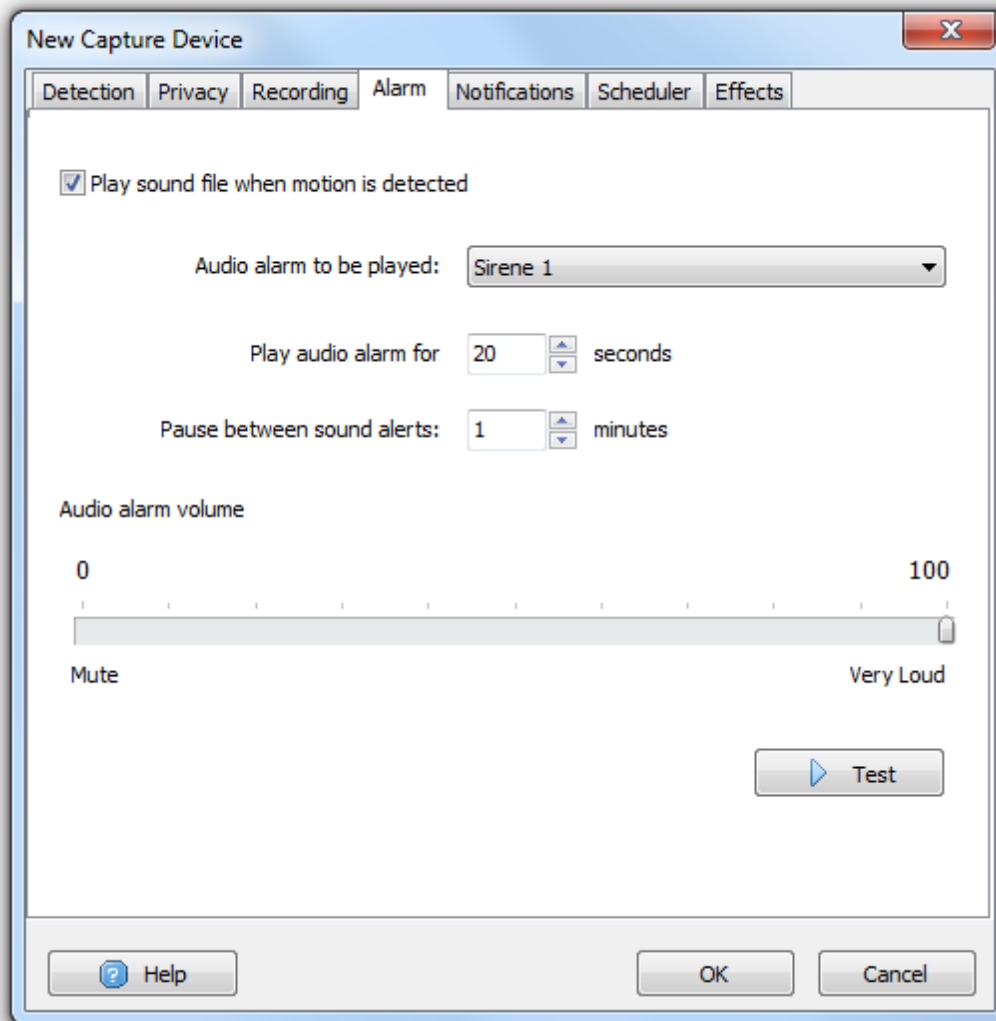 New Capture Device
Detection Privacy Recording Alarm Notifications Scheduler Effects
Play sound file when motion is detected
Audio alarm to be played: Sirene 1
Play audio alarm for 20 seconds
Pause between sound alerts: 1 minutes
Audio alarm volume
0 100
Mute Very Loud
Test
? Help OK Cancel